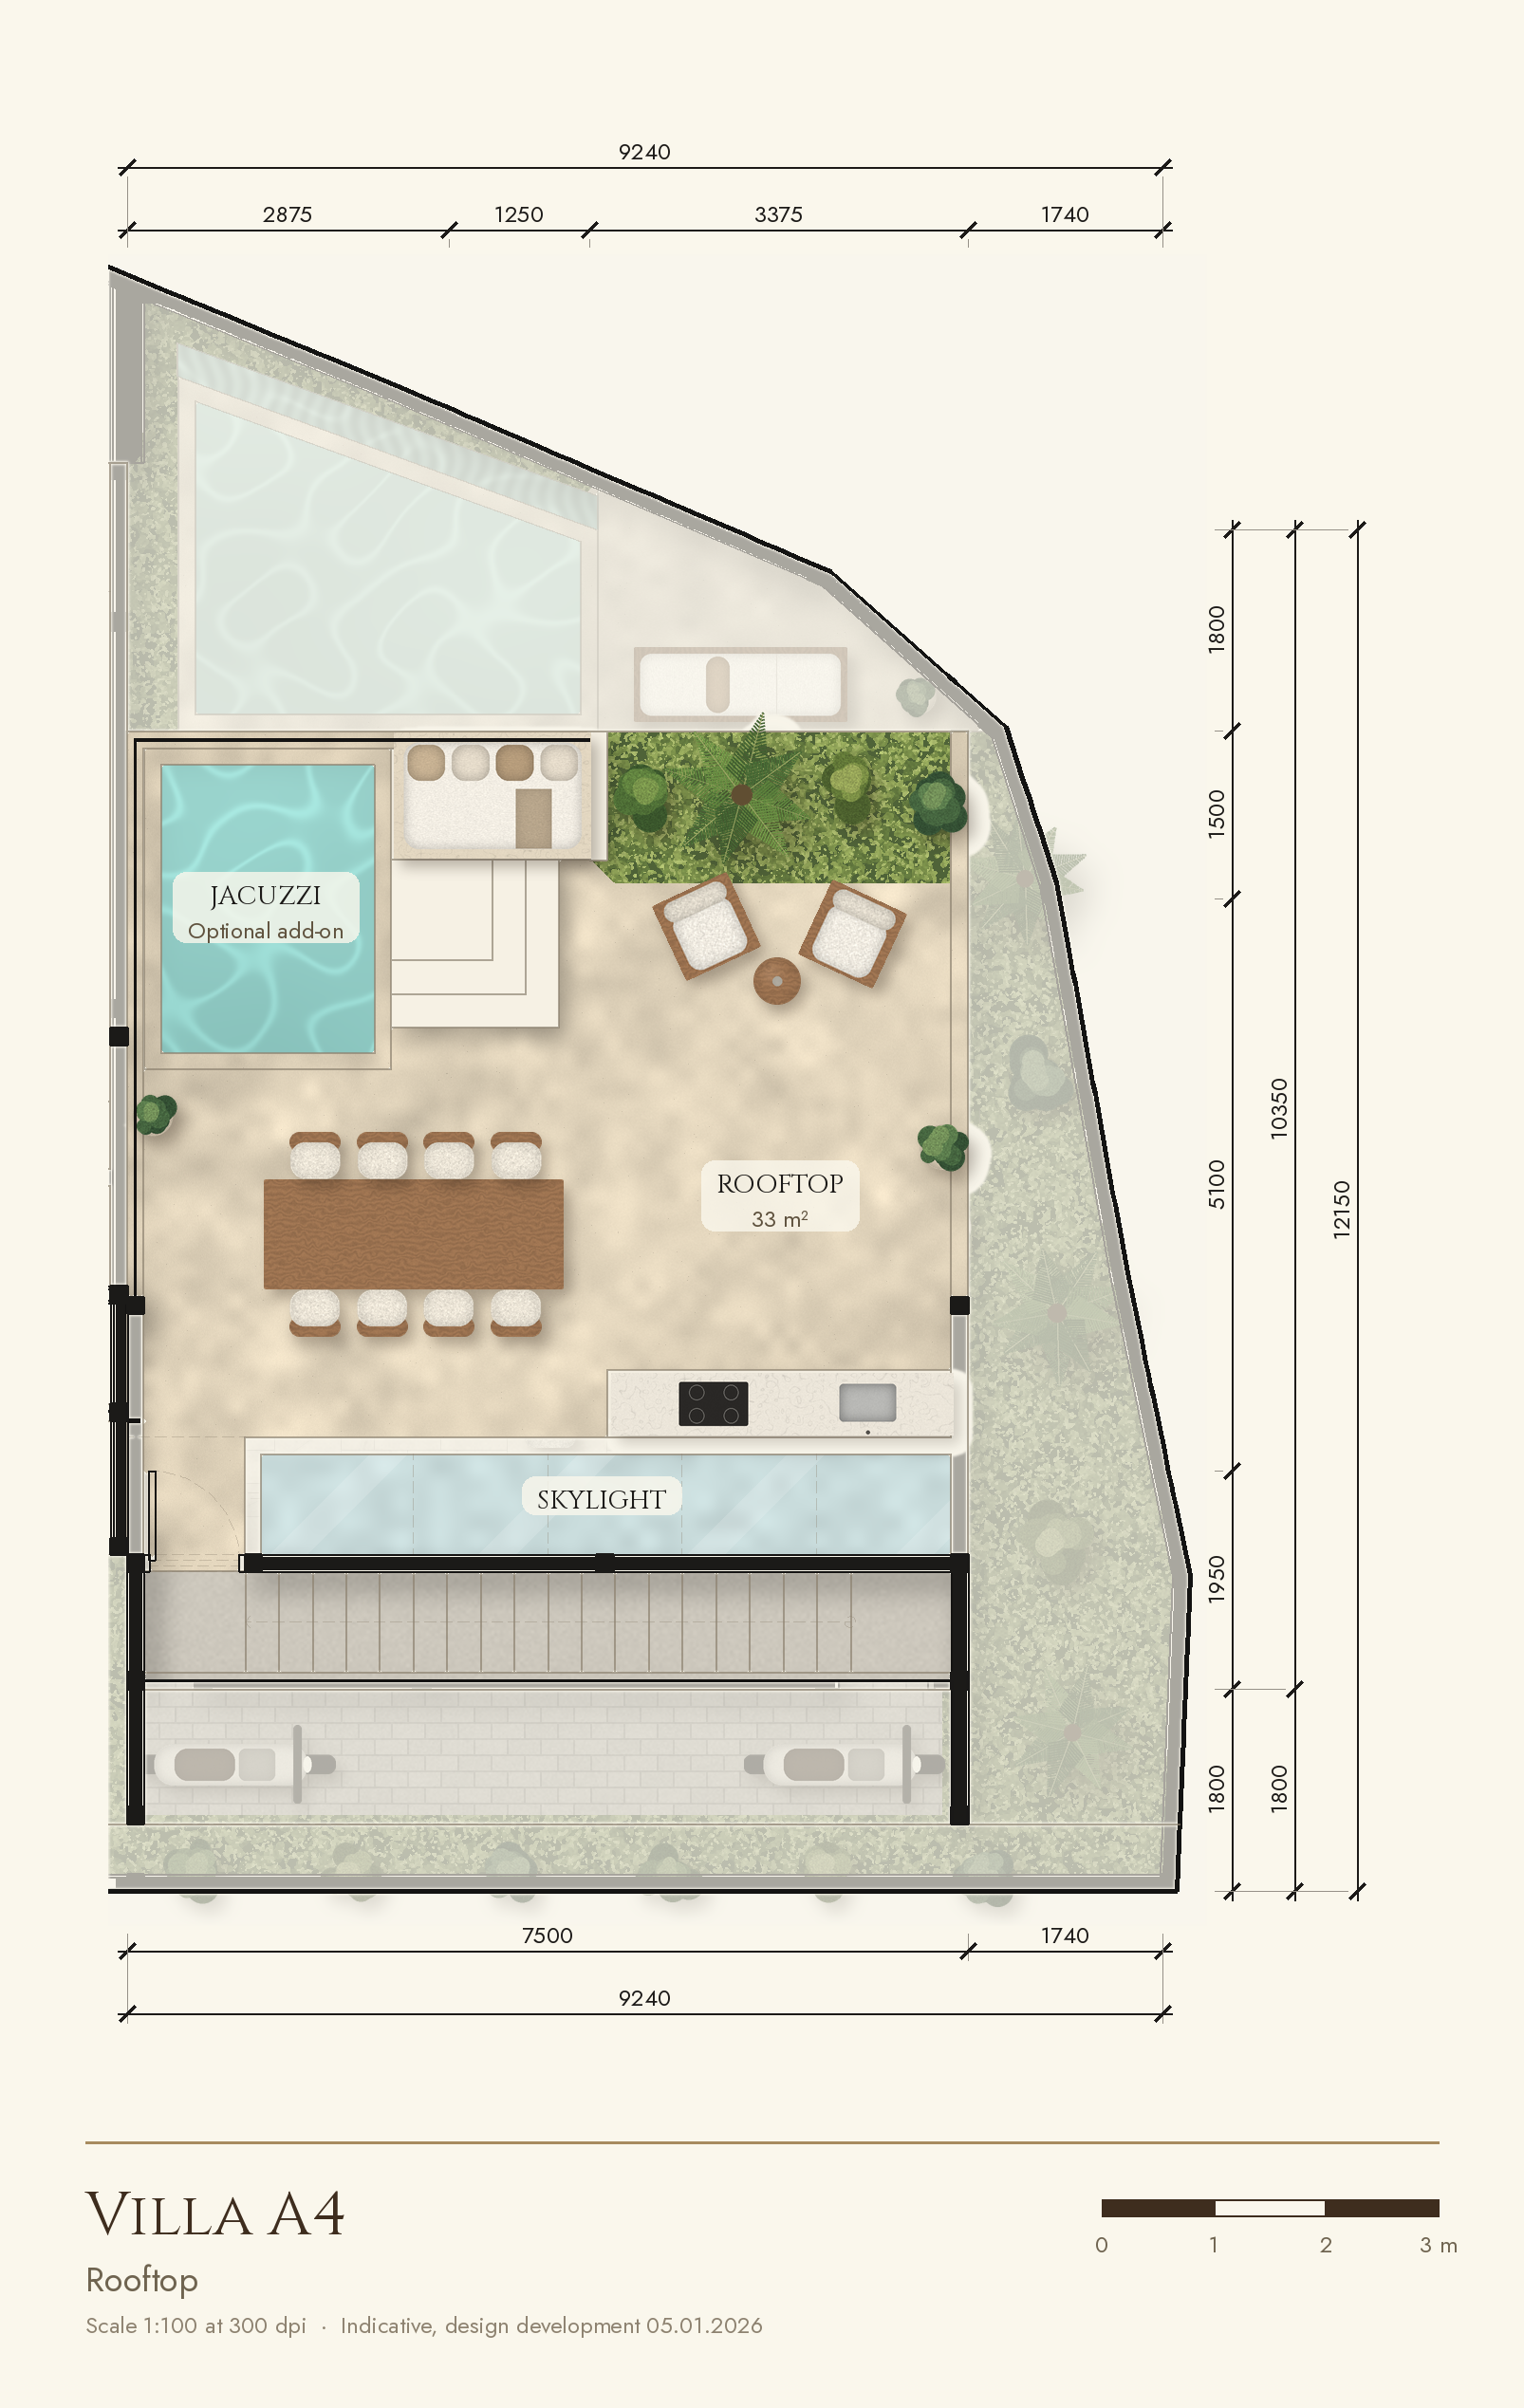 9240
2875 1250 3375 1740
1800
1500
JACUZZI
Optional add-on
10350
5100
ROOFTOP
33 m²
12150
SKYLIGHT
1950
1800 1800
7500 1740
9240
VILLA A4
Rooftop
Scale 1:100 at 300 dpi · Indicative, design development 05.01.2026
0 1 2 3 m